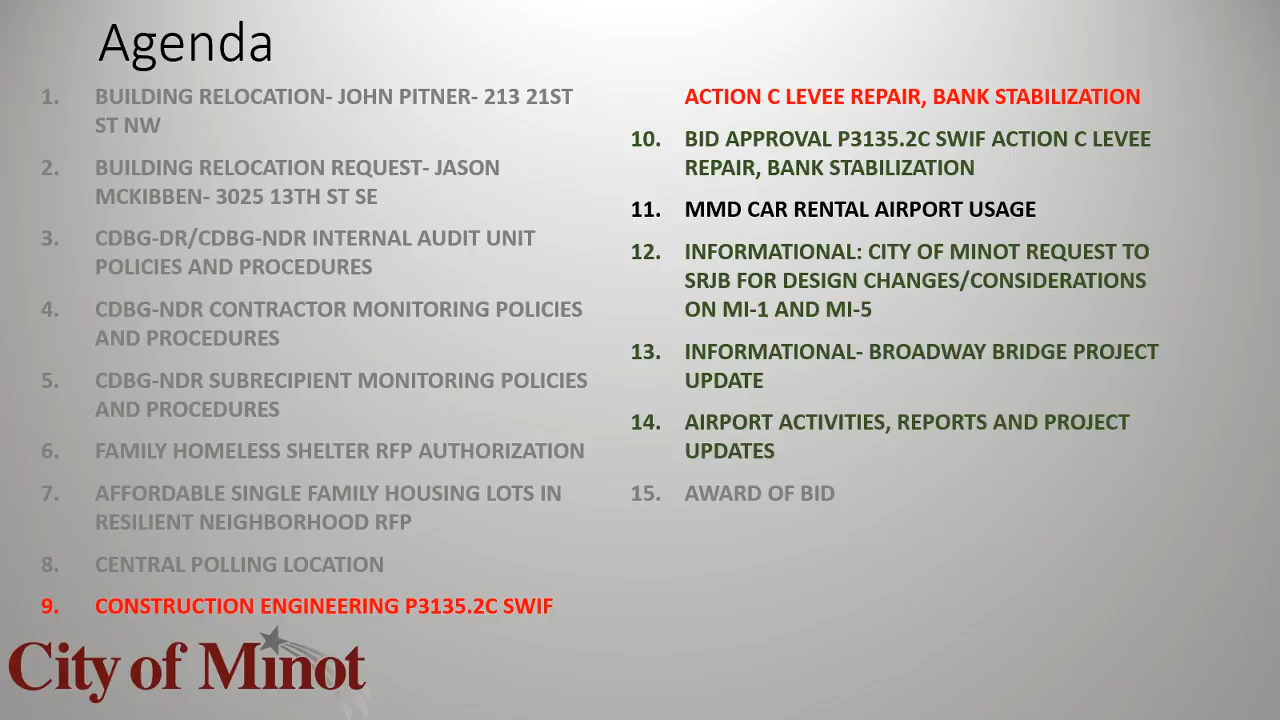 Agenda
1. BUILDING RELOCATION- JOHN PITNER- 213 21ST
ST NW
2. BUILDING RELOCATION REQUEST- JASON
MCKIBBEN- 3025 13TH ST SE
3. CDBG-DR/CDBG-NDR INTERNAL AUDIT UNIT
POLICIES AND PROCEDURES
4. CDBG-NDR CONTRACTOR MONITORING POLICIES
AND PROCEDURES
5. CDBG-NDR SUBRECIPIENT MONITORING POLICIES
AND PROCEDURES
6. FAMILY HOMELESS SHELTER RFP AUTHORIZATION
7. AFFORDABLE SINGLE FAMILY HOUSING LOTS IN
RESILIENT NEIGHBORHOOD RFP
8. CENTRAL POLLING LOCATION
9. CONSTRUCTION ENGINEERING P3135.2C SWIF
ACTION C LEVEE REPAIR, BANK STABILIZATION
10. BID APPROVAL P3135.2C SWIF ACTION C LEVEE
REPAIR, BANK STABILIZATION
11. MMD CAR RENTAL AIRPORT USAGE
12. INFORMATIONAL: CITY OF MINOT REQUEST TO
SRJB FOR DESIGN CHANGES/CONSIDERATIONS
ON MI-1 AND MI-5
13. INFORMATIONAL- BROADWAY BRIDGE PROJECT
UPDATE
14. AIRPORT ACTIVITIES, REPORTS AND PROJECT
UPDATES
15. AWARD OF BID
City of Minot